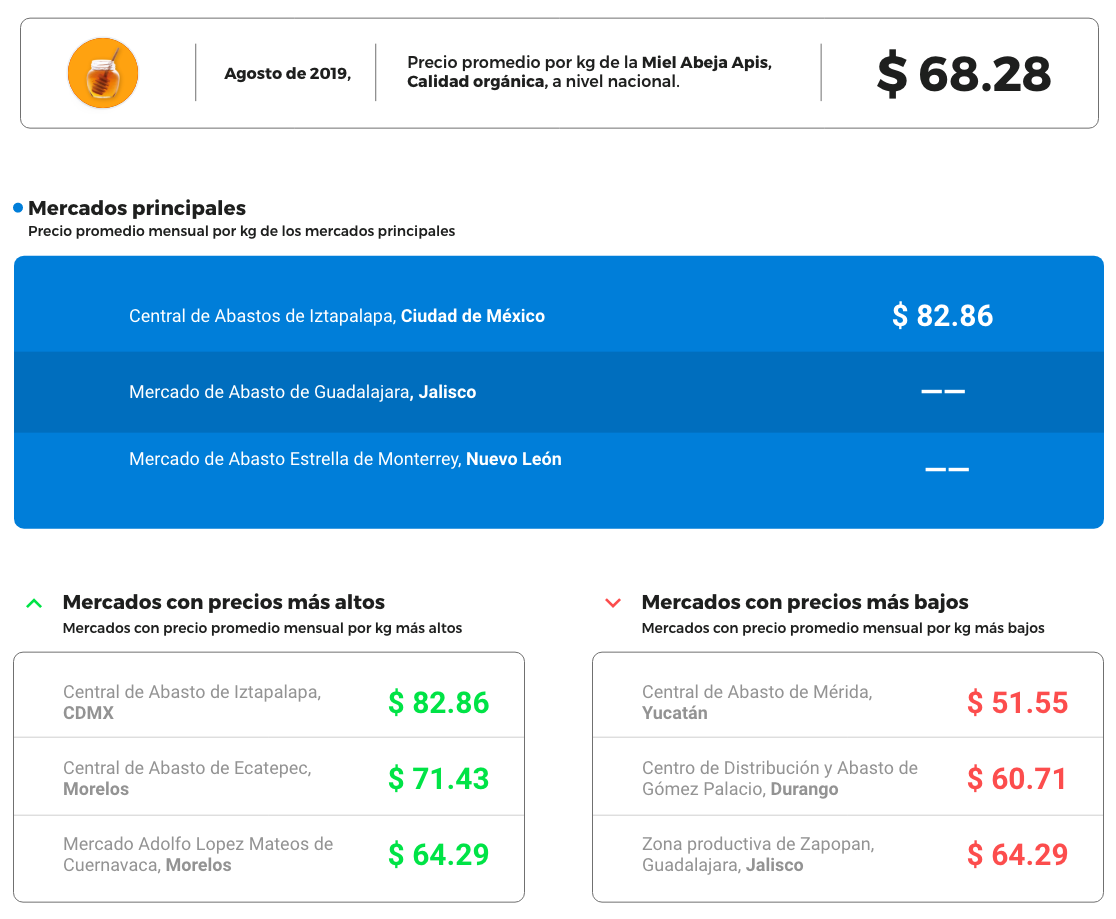 Agosto de 2019,
Precio promedio por kg de la Miel Abeja Apis,
Calidad orgánica, a nivel nacional.
$ 68.28
Mercados principales
Precio promedio mensual por kg de los mercados principales
Central de Abastos de Iztapalapa, Ciudad de México
$ 82.86
Mercado de Abasto de Guadalajara, Jalisco
——
Mercado de Abasto Estrella de Monterrey, Nuevo León
——
Mercados con precios más altos
Mercados con precio promedio mensual por kg más altos
Central de Abasto de Iztapalapa,
CDMX
$ 82.86
Central de Abasto de Ecatepec,
Morelos
$ 71.43
Mercado Adolfo Lopez Mateos de
Cuernavaca, Morelos
$ 64.29
Mercados con precios más bajos
Mercados con precio promedio mensual por kg más bajos
Central de Abasto de Mérida,
Yucatán
$ 51.55
Centro de Distribución y Abasto de
Gómez Palacio, Durango
$ 60.71
Zona productiva de Zapopan,
Guadalajara, Jalisco
$ 64.29